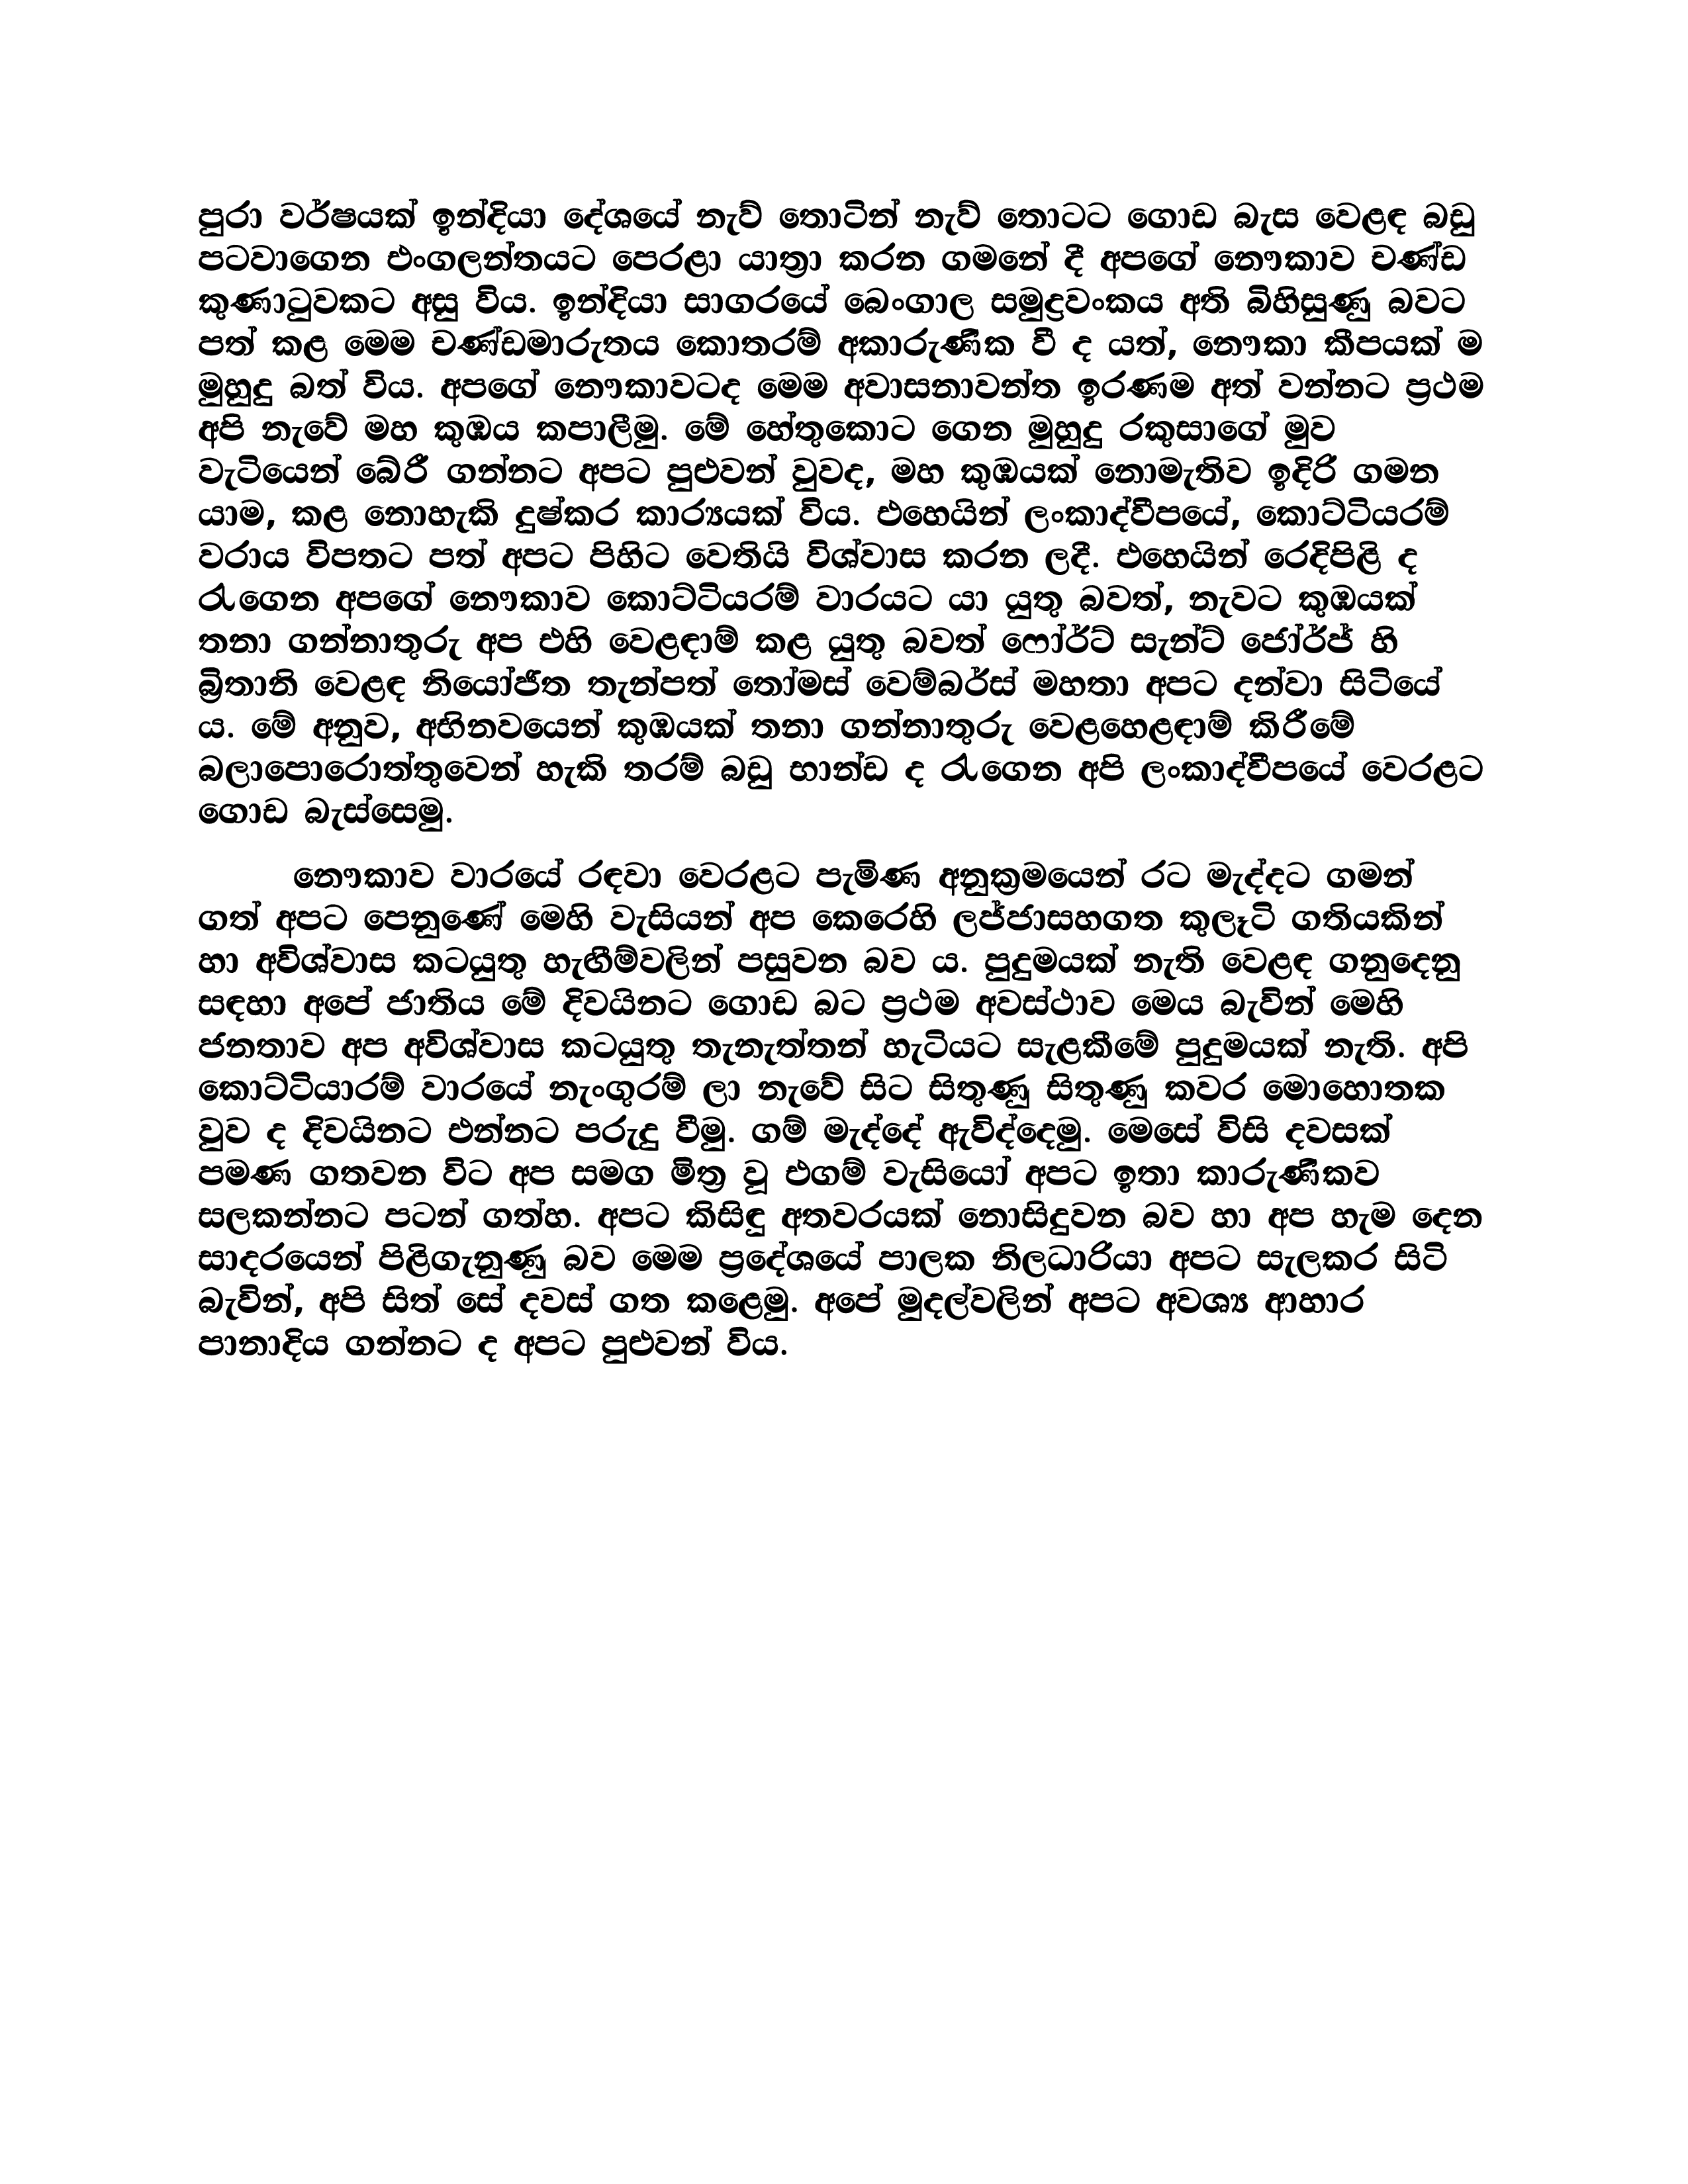 පුරා වර්ෂයක් ඉන්දියා දේශයේ නැව් තොටින් නැව් තොටට ගොඩ බැස වෙළඳ බඩු
පටවාගෙන එංගලන්තයට පෙරළා යාත්‍රා කරන ගමනේ දී අපගේ නෞකාව චණ්ඩ
කුණාටුවකට අසු විය. ඉන්දියා සාගරයේ බෙංගාල සමුද්‍රවංකය අති බිහිසුණු බවට
පත් කළ මෙම චණ්ඩමාරුතය කොතරම් අකාරුණික වී ද යත්, නෞකා කීපයක් ම
මුහුදු බත් විය. අපගේ නෞකාවටද මෙම අවාසනාවන්ත ඉරණම අත් වන්නට ප්‍රථම
අපි නැවේ මහ කුඹය කපාලීමු. මේ හේතුකොට ගෙන මුහුදු රකුසාගේ මුව
වැටියෙන් බේරී ගන්නට අපට පුළුවන් වුවද, මහ කුඹයක් නොමැතිව ඉදිරි ගමන
යාම, කළ නොහැකි දුෂ්කර කාර්‍යයක් විය. එහෙයින් ලංකාද්වීපයේ, කොට්ටියරම්
වරාය විපතට පත් අපට පිහිට වෙතියි විශ්වාස කරන ලදී. එහෙයින් රෙදිපිළි ද
රැගෙන අපගේ නෞකාව කොට්ටියරම් වාරයට යා යුතු බවත්, නැවට කුඹයක්
තනා ගන්නාතුරු අප එහි වෙළඳාම් කළ යුතු බවත් ෆෝර්ට් සැන්ට් ජෝර්ජ් හි
බ්‍රිතානි වෙළඳ නියෝජිත තැන්පත් තෝමස් චෙම්බර්ස් මහතා අපට දන්වා සිටියේ
ය. මේ අනුව, අභිනවයෙන් කුඹයක් තනා ගන්නාතුරු වෙළහෙළඳාම් කිරීමේ
බලාපොරොත්තුවෙන් හැකි තරම් බඩු භාන්ඩ ද රැගෙන අපි ලංකාද්වීපයේ වෙරළට
ගොඩ බැස්සෙමු.
නෞකාව වාරයේ රඳවා වෙරළට පැමිණ අනුක්‍රමයෙන් රට මැද්දට ගමන්
ගත් අපට පෙනුණේ මෙහි වැසියන් අප කෙරෙහි ලජ්ජාසහගත කුලෑටි ගතියකින්
හා අවිශ්වාස කටයුතු හැඟීම්වලින් පසුවන බව ය. පුදුමයක් නැති වෙළඳ ගනුදෙනු
සඳහා අපේ ජාතිය මේ දිවයිනට ගොඩ බට ප්‍රථම අවස්ථාව මෙය බැවින් මෙහි
ජනතාව අප අවිශ්වාස කටයුතු තැනැත්තන් හැටියට සැළකීමේ පුදුමයක් නැති. අපි
කොට්ටියාරම් වාරයේ නැංගුරම් ලා නැවේ සිට සිතුණු සිතුණු කවර මොහොතක
වුව ද දිවයිනට එන්නට පරුදු වීමු. ගම් මැද්දේ ඇවිද්දෙමු. මෙසේ විසි දවසක්
පමණ ගතවන විට අප සමග මිත්‍ර වූ එගම් වැසියෝ අපට ඉතා කාරුණිකව
සලකන්නට පටන් ගත්හ. අපට කිසිඳු අතවරයක් නොසිදුවන බව හා අප හැම දෙන
සාදරයෙන් පිළිගැනුණු බව මෙම ප්‍රදේශයේ පාලක නිලධාරියා අපට සැලකර සිටි
බැවින්, අපි සිත් සේ දවස් ගත කළෙමු. අපේ මුදල්වලින් අපට අවශ්‍ය ආහාර
පානාදිය ගන්නට ද අපට පුළුවන් විය.